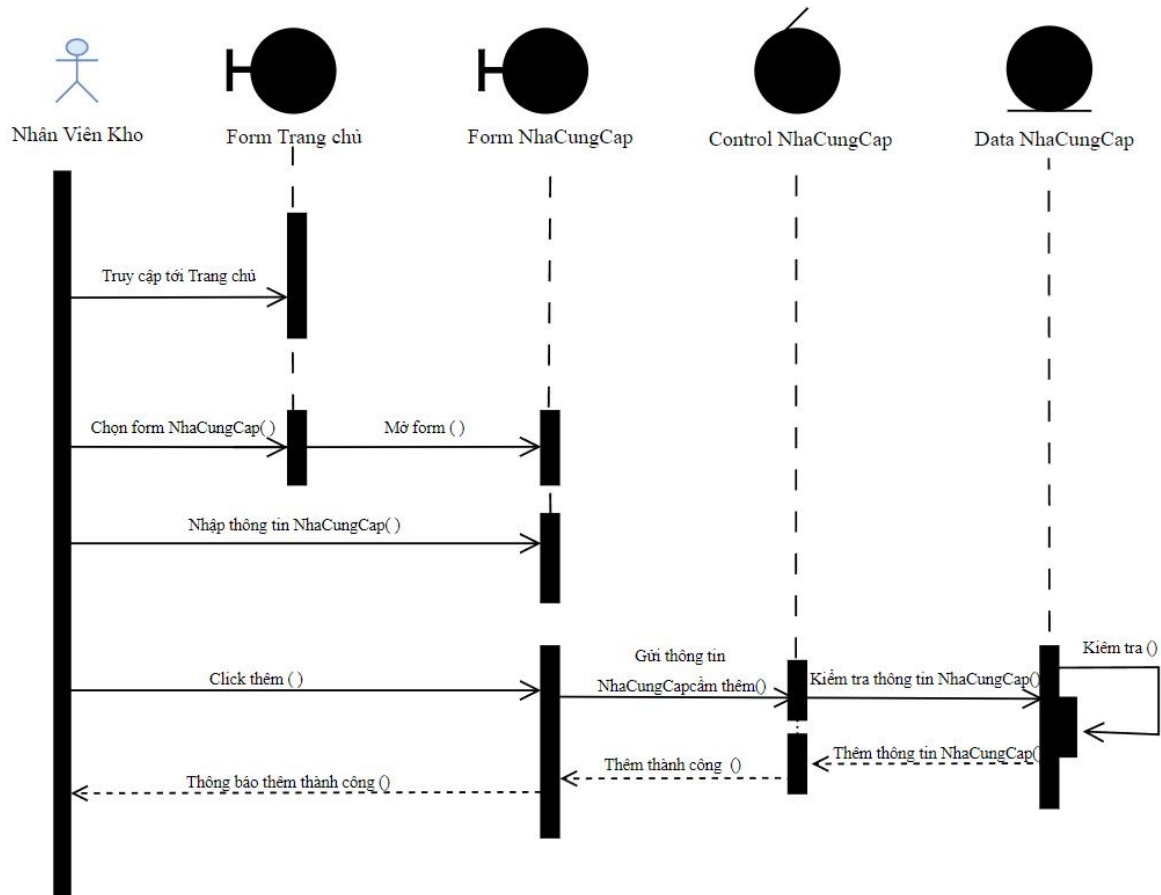 Nhân Viên Kho
Form Trang chủ
Form NhaCungCap
Control NhaCungCap
Data NhaCungCap
Truy cập tới Trang chủ
Chọn form NhaCungCap( )
Mở form ( )
Nhập thông tin NhaCungCap( )
Click thêm ( )
Gửi thông tin
NhaCungCapcầm thêm()
Kiểm tra thông tin NhaCungCap()
Kiêm tra ()
Thêm thông tin NhaCungCap()
Thêm thành công ()
Thông báo thêm thành công ()